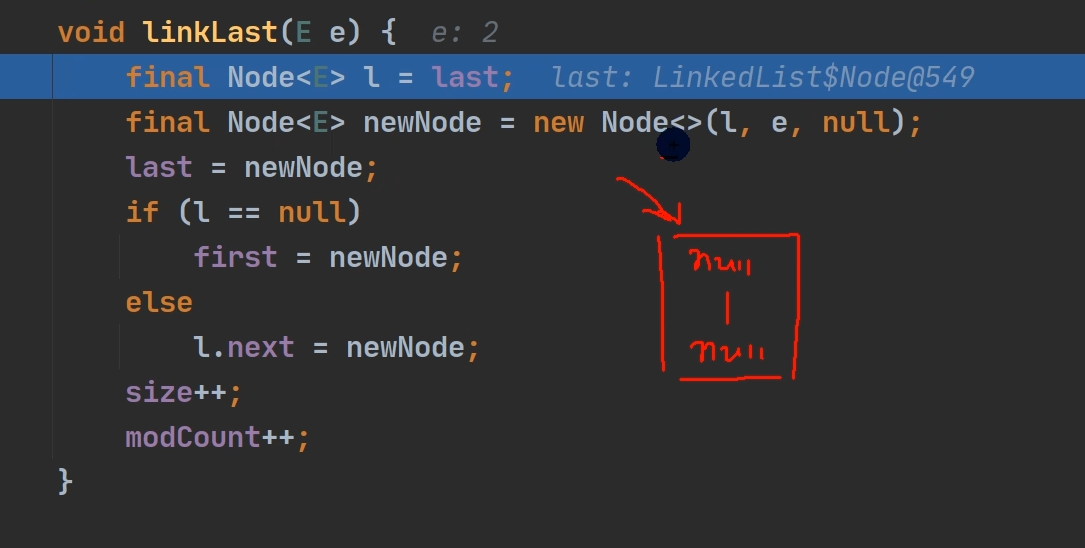 void linkLast(E e) {  e: 2
final Node<E> l = last;  last: LinkedList$Node@549
final Node<E> newNode = new Node<>(l, e, null);
last = newNode;
if (l == null)
first = newNode;
else
l.next = newNode;
size++;
modCount++;
}
null
1
null